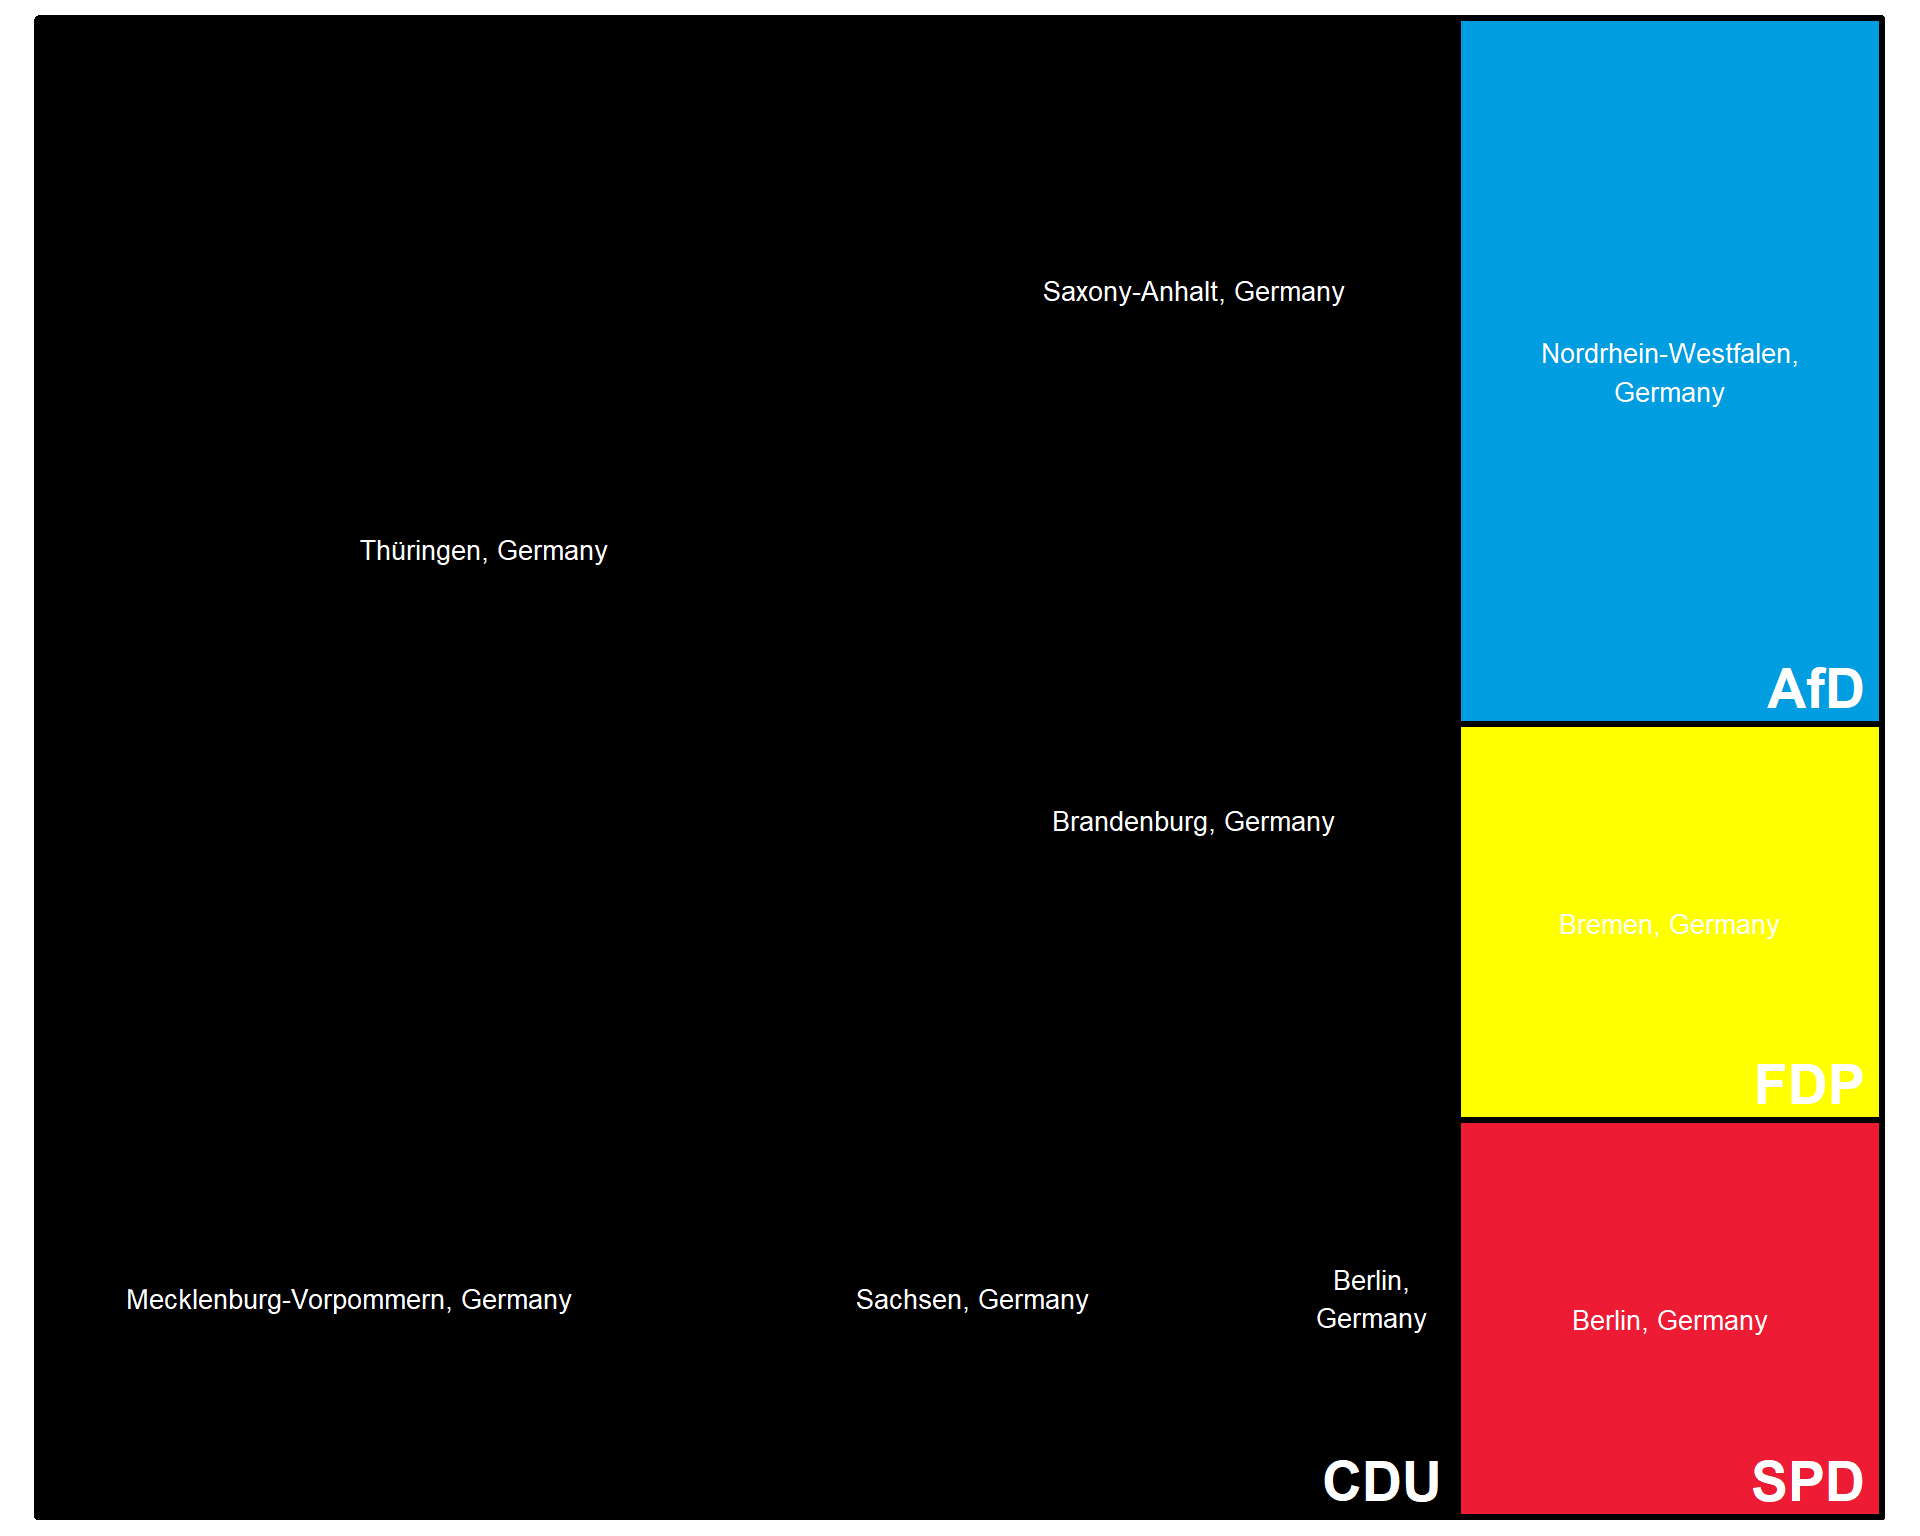 Saxony-Anhalt, Germany
Nordrhein-Westfalen,
Germany
Thüringen, Germany
AfD
Brandenburg, Germany
Bremen, Germany
FDP
Mecklenburg-Vorpommern, Germany
Sachsen, Germany
Berlin,
Germany
Berlin, Germany
CDU
SPD